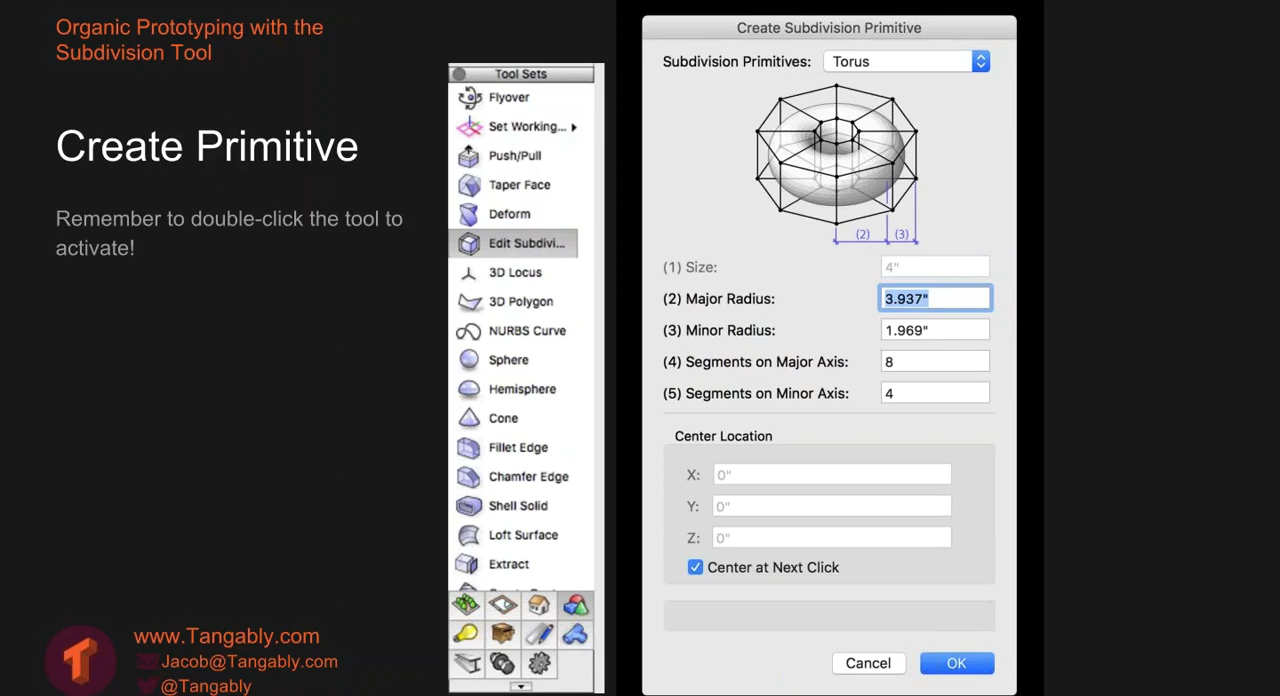 Organic Prototyping with the
Subdivision Tool
Create Primitive
Remember to double-click the tool to
activate!
www.Tangably.com
Jacob@Tangably.com
@Tangably
Tool Sets
Flyover
Set Working...
Push/Pull
Taper Face
Deform
Edit Subdivi...
3D Locus
3D Polygon
NURBS Curve
Sphere
Hemisphere
Cone
Fillet Edge
Chamfer Edge
Shell Solid
Loft Surface
Extract
Create Subdivision Primitive
Subdivision Primitives: Torus
(2) (3)
(1) Size: 4"
(2) Major Radius: 3.937"
(3) Minor Radius: 1.969"
(4) Segments on Major Axis: 8
(5) Segments on Minor Axis: 4
Center Location
X: 0"
Y: 0"
Z: 0"
Center at Next Click
Cancel OK